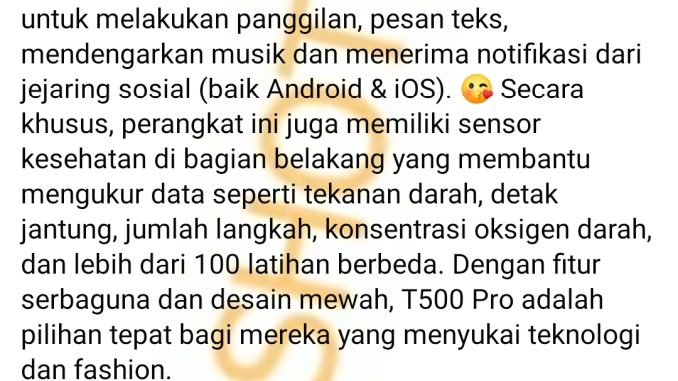 untuk melakukan panggilan, pesan teks,
mendengarkan musik dan menerima notifikasi dari
jejaring sosial (baik Android & iOS). 😘 Secara
khusus, perangkat ini juga memiliki sensor
kesehatan di bagian belakang yang membantu
mengukur data seperti tekanan darah, detak
jantung, jumlah langkah, konsentrasi oksigen darah,
dan lebih dari 100 latihan berbeda. Dengan fitur
serbaguna dan desain mewah, T500 Pro adalah
pilihan tepat bagi mereka yang menyukai teknologi
dan fashion.